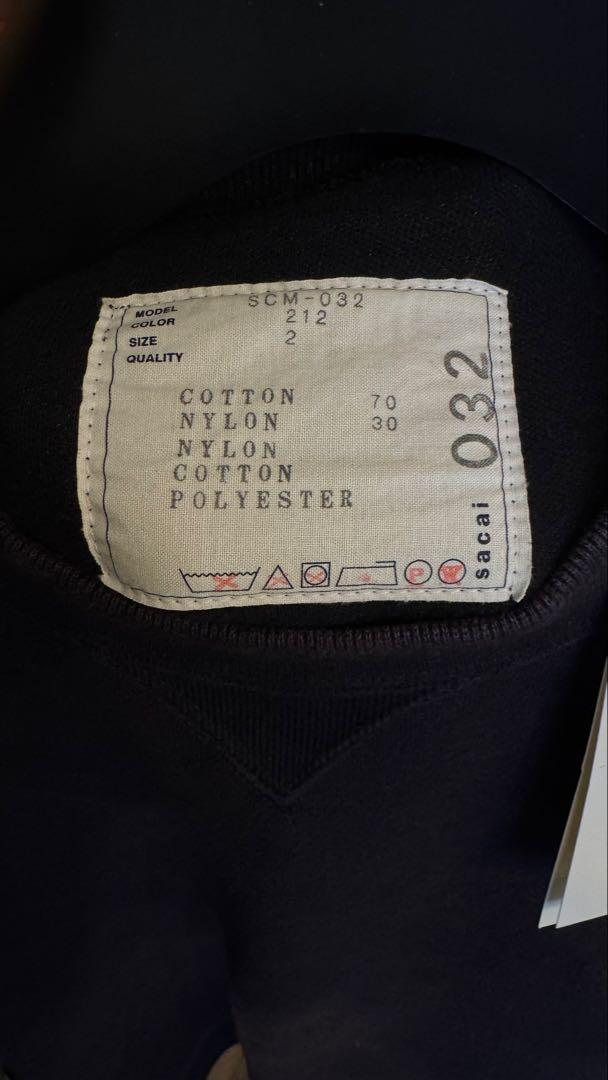 MODEL SCM-032
COLOR 212
SIZE 2
QUALITY
COTTON 70
NYLON 30
NYLON
COTTON
POLYESTER
P W
sacai 032